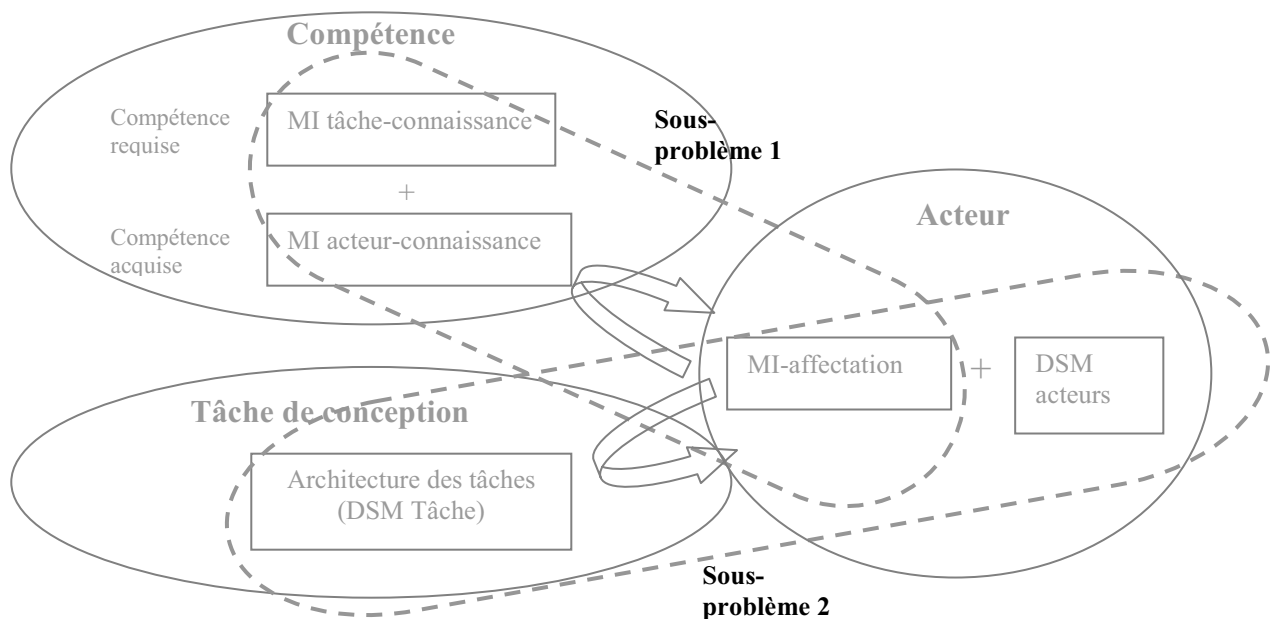 Compétence
Compétence
requise
MI tâche-connaissance
+
Compétence
acquise
MI acteur-connaissance
Sous-
problème 1
Acteur
MI-affectation
+
DSM
acteurs
Tâche de conception
Architecture des tâches
(DSM Tâche)
Sous-
problème 2